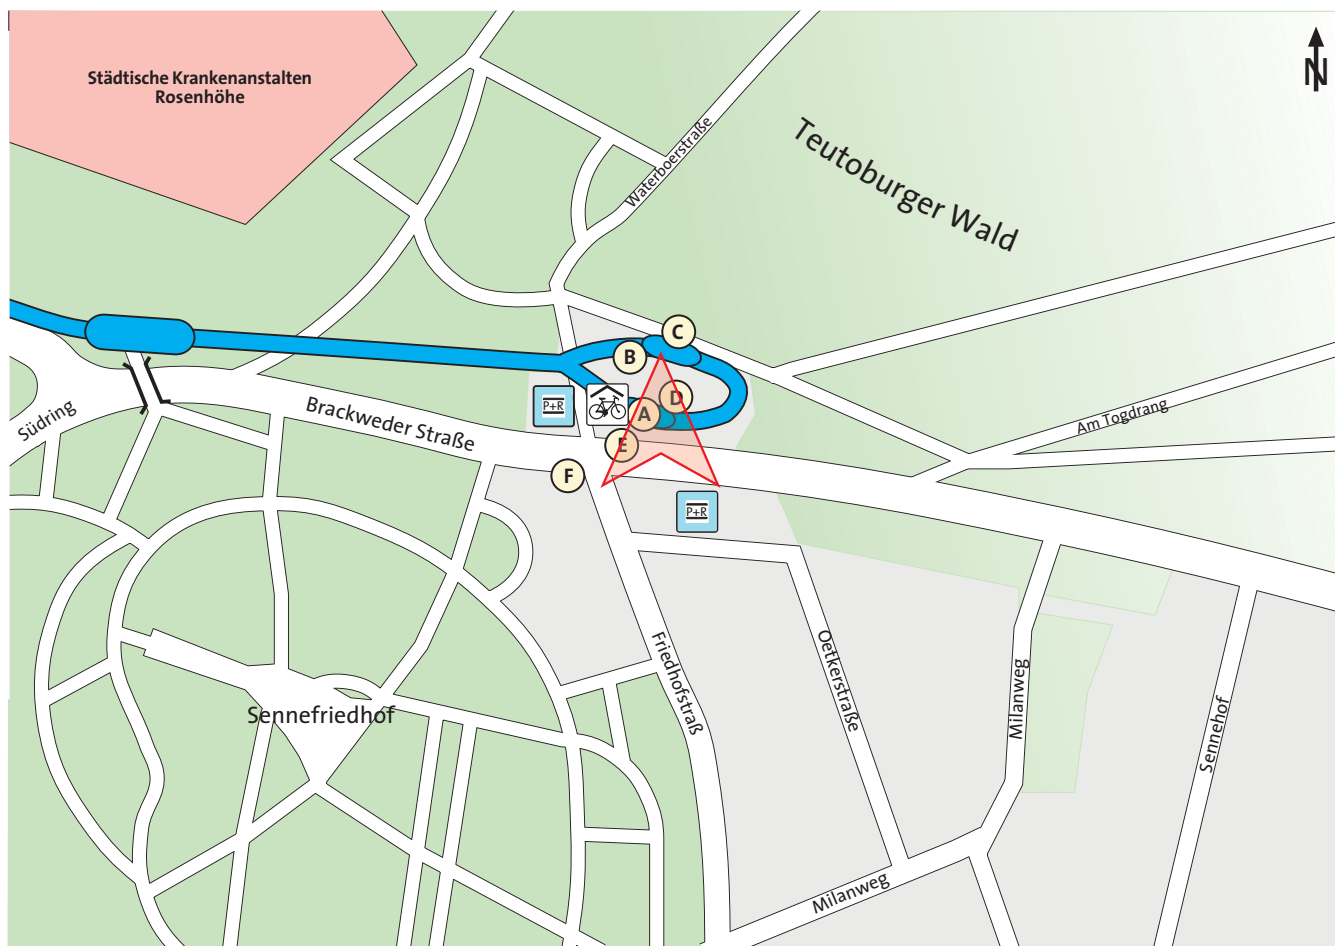 Städtische Krankenanstalten
Rosenhöhe
N
Teutoburger Wald
Waterboerstraße
C
B
D
A
E
F
P+R
P+R
Südring
Brackweder Straße
Am Togdrang
Friedhofstraß
Oetkerstraße
Milanweg
Sennehof
Sennefriedhof
Milanweg